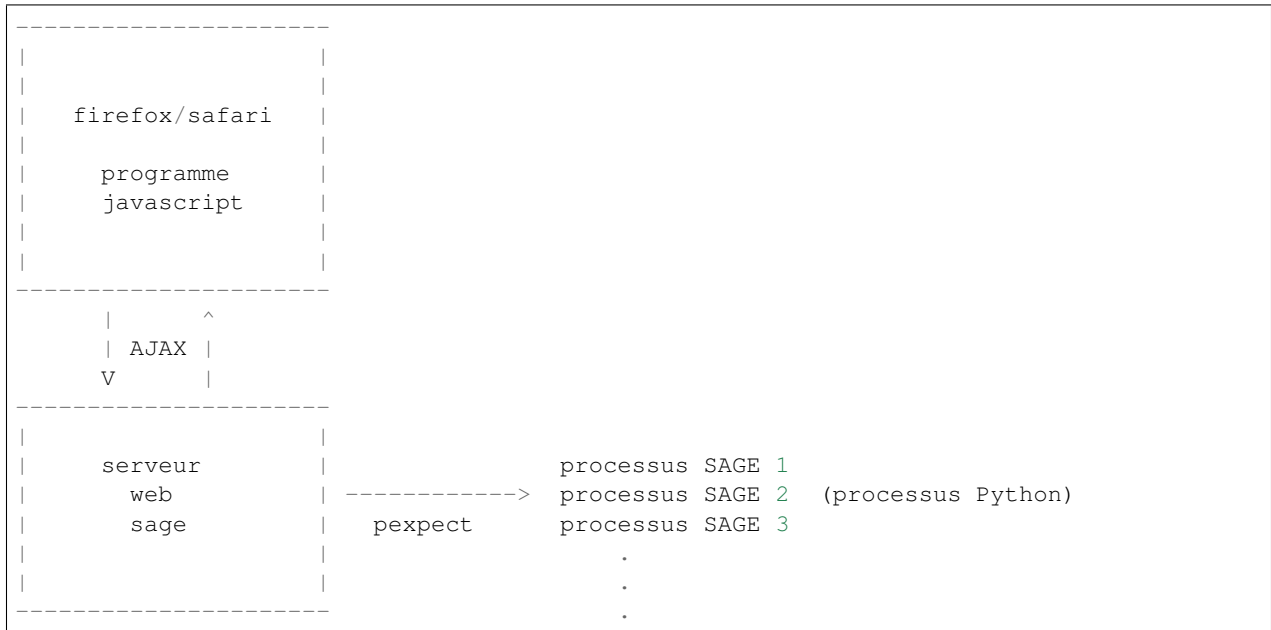 ----------------------
|                    |
|                    |
|   firefox/safari   |
|                    |
|     programme      |
|     javascript     |
|                    |
|                    |
----------------------
      |      ^
      | AJAX |
      V      |
----------------------
|                    |
|     serveur        |                processus SAGE 1
|       web          | ------------>  processus SAGE 2  (processus Python)
|       sage         |   pexpect      processus SAGE 3
|                    |                    .
|                    |                    .
----------------------                    .